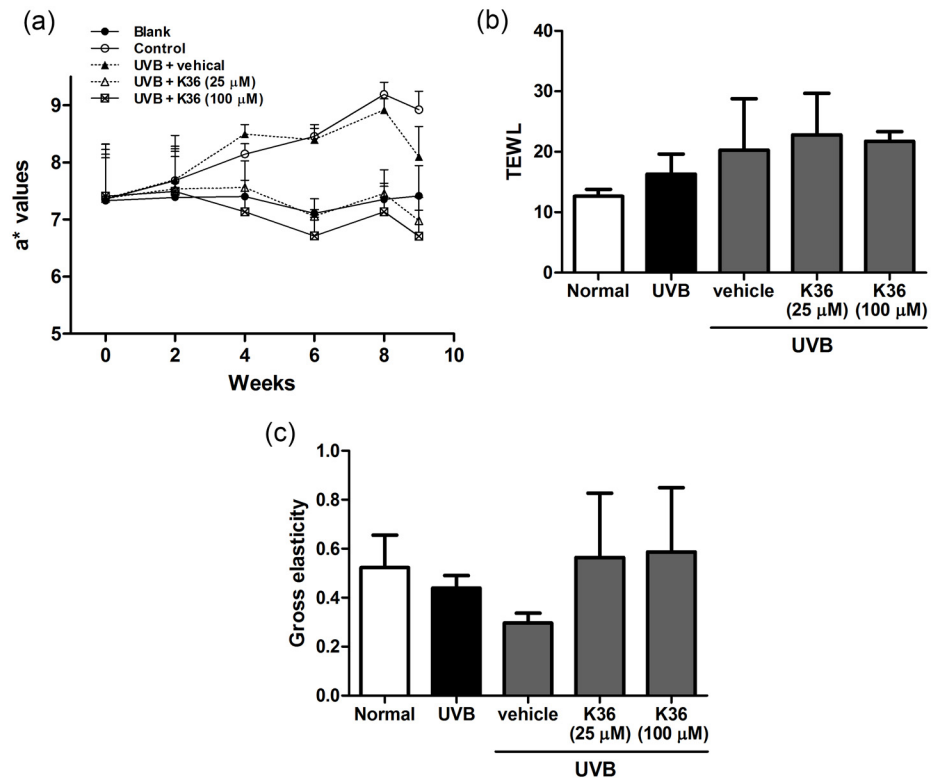 (a)
Blank
Control
UVB + vehical
UVB + K36 (25 μM)
UVB + K36 (100 μM)
a* values
9
8
7
6
5
0 2 4 6 8 10
Weeks
(b)
TEWL
40
30
20
10
0
Normal UVB vehicle K36 K36
(25 μM) (100 μM)
UVB
(c)
Gross elasticity
1.0
0.8
0.6
0.4
0.2
0.0
Normal UVB vehicle K36 K36
(25 μM) (100 μM)
UVB